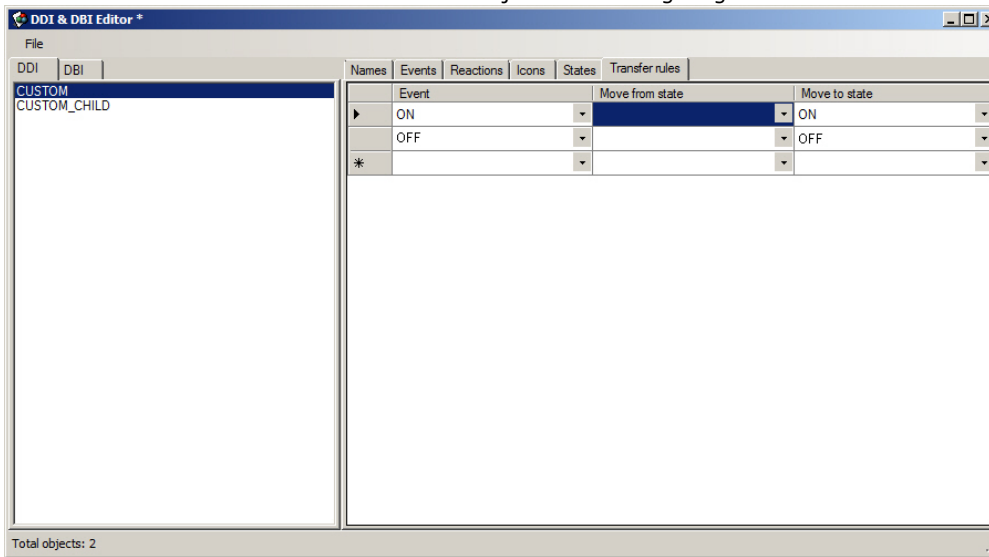 DDI & DBI Editor *
File
DDI DBI
Names Events Reactions Icons States Transfer rules
CUSTOM
CUSTOM_CHILD
Event Move from state Move to state
ON ON
OFF OFF
*
Total objects: 2